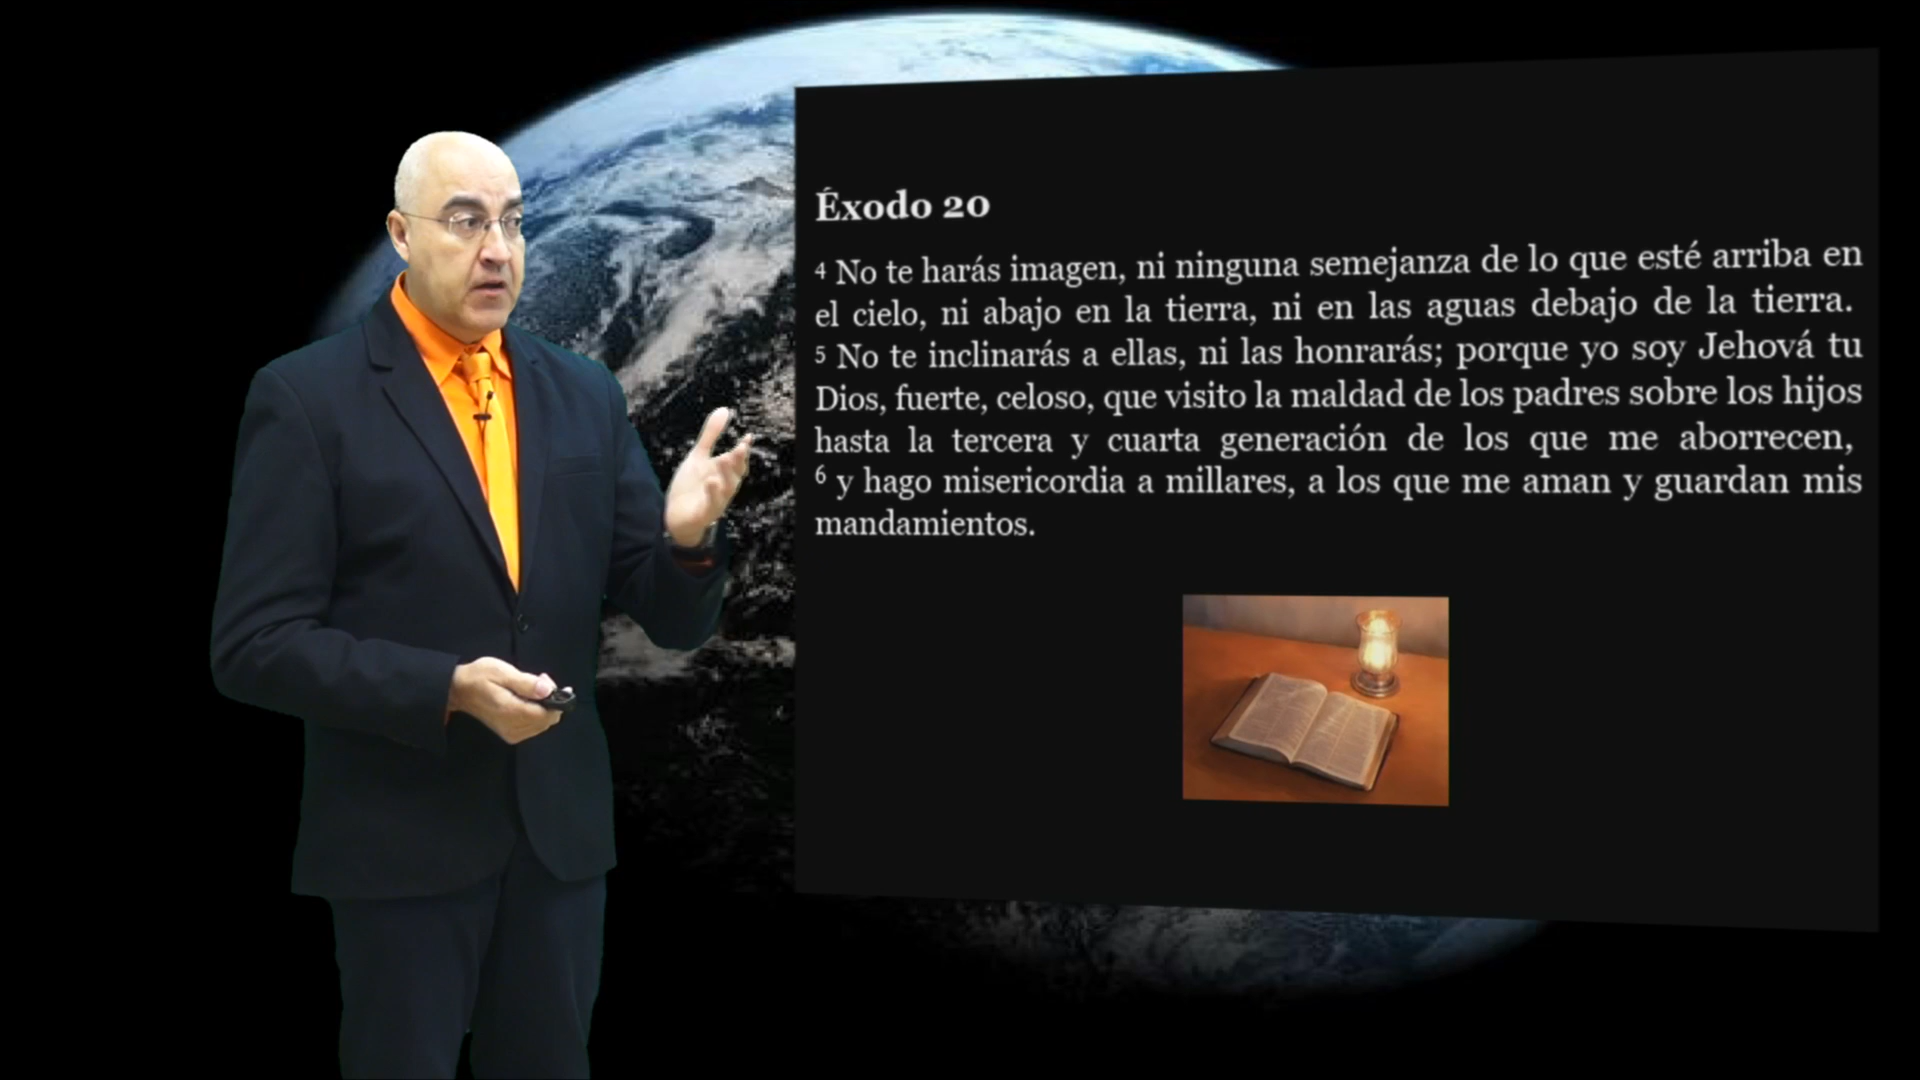 Éxodo 20
4 No te harás imagen, ni ninguna semejanza de lo que esté arriba en
el cielo, ni abajo en la tierra, ni en las aguas debajo de la tierra.
5 No te inclinarás a ellas, ni las honrarás; porque yo soy Jehová tu
Dios, fuerte, celoso, que visito la maldad de los padres sobre los hijos
hasta la tercera y cuarta generación de los que me aborrecen,
6 y hago misericordia a millares, a los que me aman y guardan mis
mandamientos.